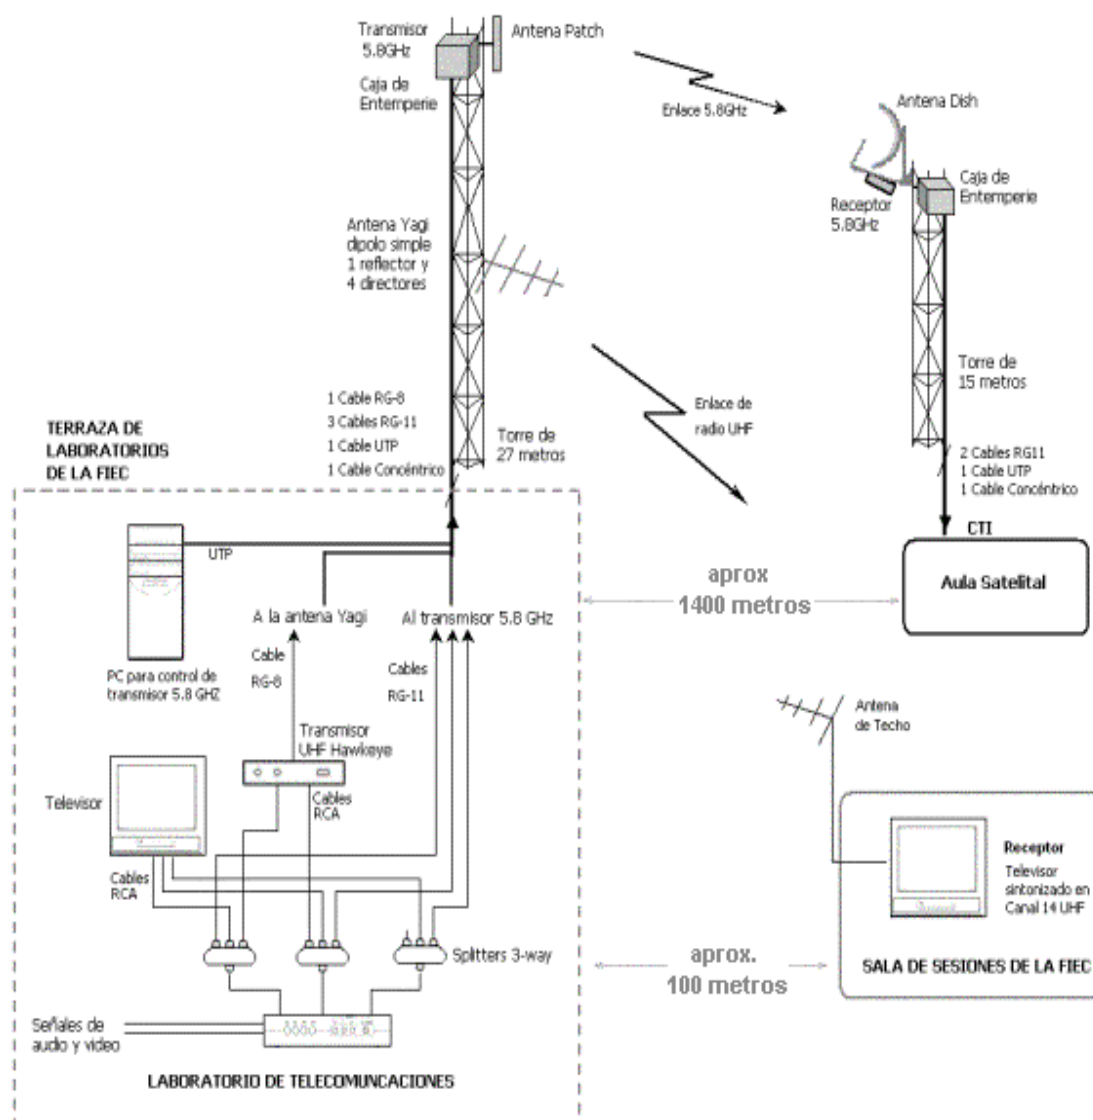 Transmisor
5.8GHz
Antena Patch
Caja de
Entemperie
Enlace 5.8GHz
Antena Dish
Caja de
Entemperie
Receptor
5.8GHz
Antena Yagi
dipolo simple
1 reflector y
4 directores
Torre de
15 metros
1 Cable RG-8
3 Cables RG-11
1 Cable UTP
1 Cable Concéntrico
Enlace de
radio UHF
Torre de
27 metros
TERRAZA DE
LABORATORIOS
DE LA FIEC
2 Cables RG11
1 Cable UTP
1 Cable Concéntrico
CTI
UTP
Aula Satelital
aprox
1400 metros
A la antena Yagi
Al transmisor 5.8 GHz
Cable
RG-8
Cables
RG-11
PC para control de
transmisor 5.8 GHZ
Antena
de Techo
Transmisor
UHF Hawkeye
Televisor
Cables
RCA
Cables
RCA
Receptor
Televisor
sintonizado en
Canal 14 UHF
Splitters 3-way
aprox.
100 metros
SALA DE SESIONES DE LA FIEC
Señales de
audio y video
LABORATORIO DE TELECOMUNCACIONES